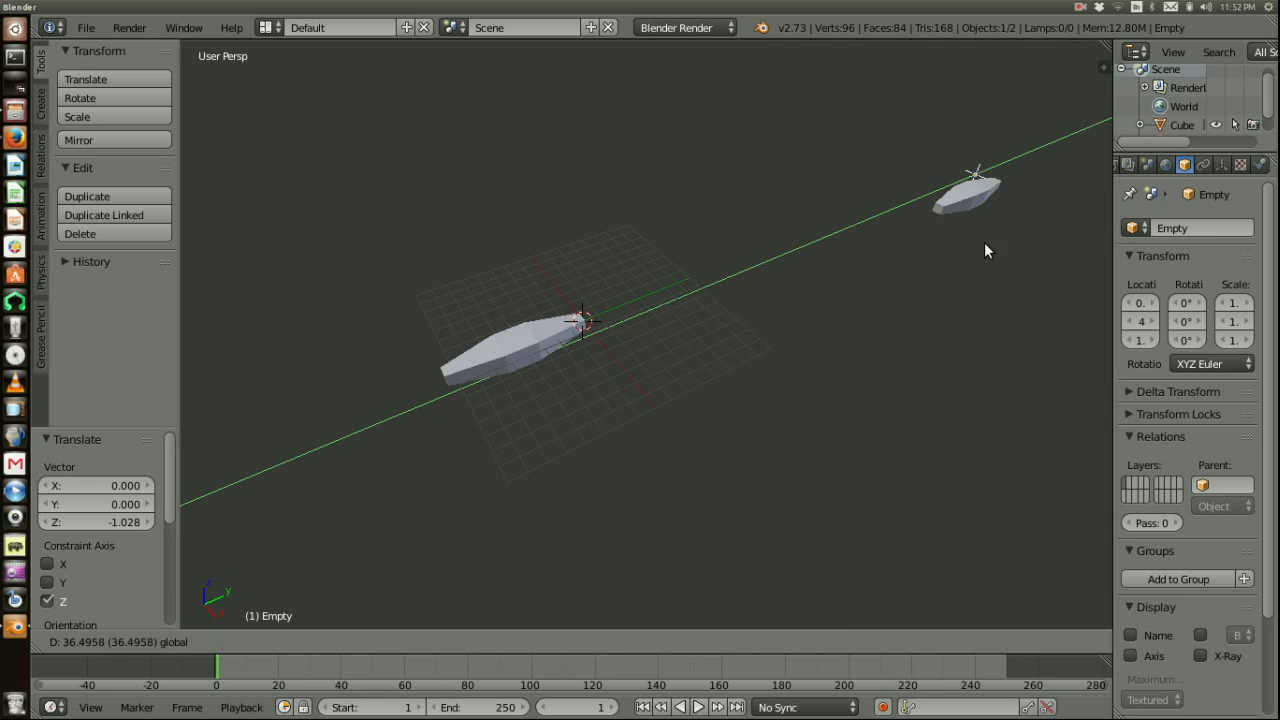 Blender
11:52 PM
File Render Window Help Default Scene Blender Render v2.73 | Verts:96 | Faces:84 | Tris:168 | Objects:1/2 | Lamps:0/0 | Mem:12.80M | Empty
Tools
Create
Relations
Animation
Physics
Grease Pencil
Transform
Translate
Rotate
Scale
Mirror
Edit
Duplicate
Duplicate Linked
Delete
History
Translate
Vector
X: 0.000
Y: 0.000
Z: -1.028
Constraint Axis
X
Y
Z
Orientation
User Persp
z
y
(1) Empty
D: 36.4958 (36.4958) global
-40 -20 0 20 40 60 80 100 120 140 160 180 200 220 240 260 280
View Marker Frame Playback Start: 1 End: 250 1 No Sync
View Search All Sc
Scene
Renderl
World
Cube
Empty
Empty
Transform
Locati Rotati Scale:
0. 0° 1.
4 0° 1.
1. 0° 1.
Rotatio XYZ Euler
Delta Transform
Transform Locks
Relations
Layers: Parent:
Object
Pass: 0
Groups
Add to Group
Display
Name B
Axis X-Ray
Maximum...
Textured